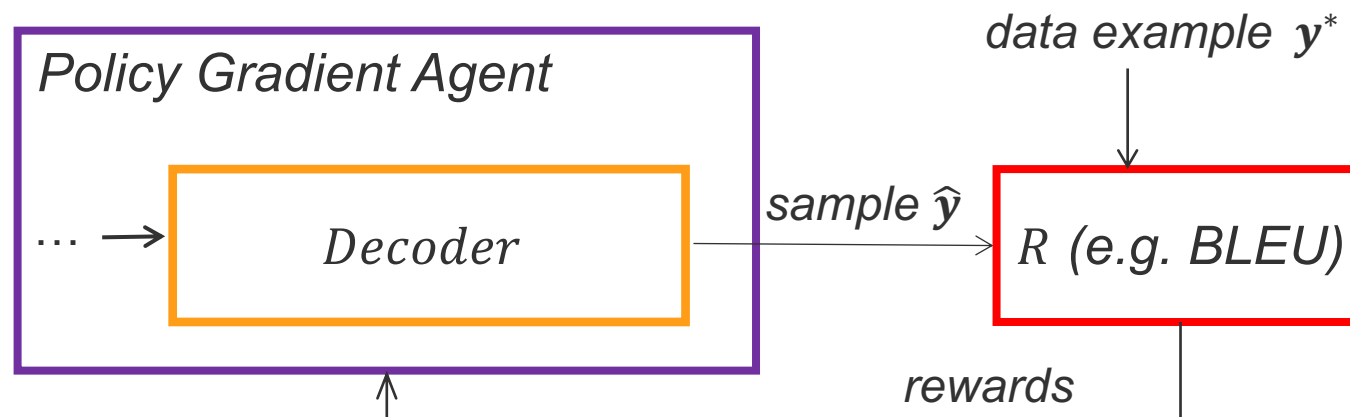 data example 𝒚*
Policy Gradient Agent
sample ŷ
... Decoder
R (e.g. BLEU)
rewards